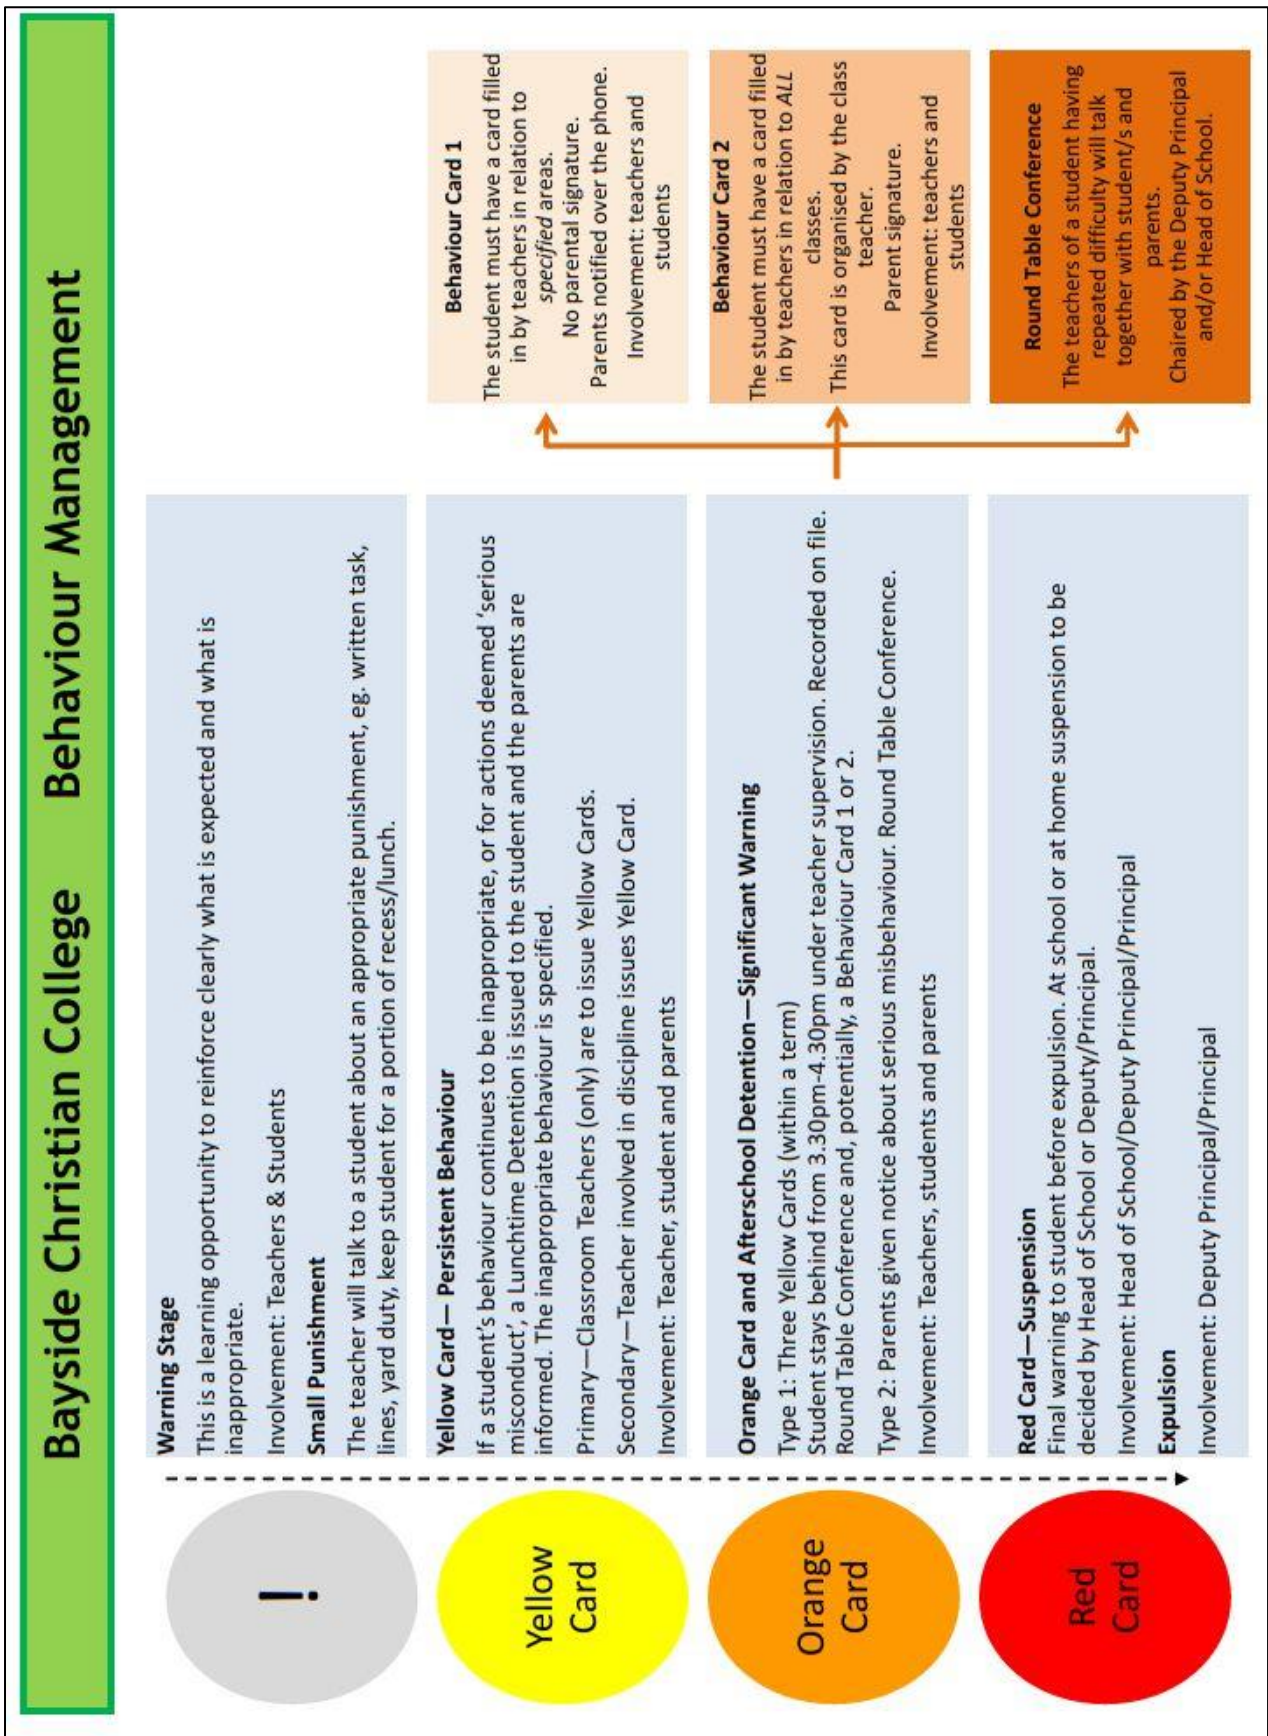 Bayside Christian College Behaviour Management
!
Warning Stage
This is a learning opportunity to reinforce clearly what is expected and what is
inappropriate.
Involvement: Teachers & Students
Small Punishment
The teacher will talk to a student about an appropriate punishment, eg. written task,
lines, yard duty, keep student for a portion of recess/lunch.
Yellow
Card
Yellow Card— Persistent Behaviour
If a student's behaviour continues to be inappropriate, or for actions deemed 'serious
misconduct', a Lunchtime Detention is issued to the student and the parents are
informed. The inappropriate behaviour is specified.
Primary—Classroom Teachers (only) are to issue Yellow Cards.
Secondary—Teacher involved in discipline issues Yellow Card.
Involvement: Teacher, student and parents
Behaviour Card 1
The student must have a card filled
in by teachers in relation to
specified areas.
No parental signature.
Parents notified over the phone.
Involvement: teachers and
students
Orange
Card
Orange Card and Afterschool Detention—Significant Warning
Type 1: Three Yellow Cards (within a term)
Student stays behind from 3.30pm-4.30pm under teacher supervision. Recorded on file.
Round Table Conference and, potentially, a Behaviour Card 1 or 2.
Type 2: Parents given notice about serious misbehaviour. Round Table Conference.
Involvement: Teachers, students and parents
Behaviour Card 2
The student must have a card filled
in by teachers in relation to ALL
classes.
This card is organised by the class
teacher.
Parent signature.
Involvement: teachers and
students
Red
Card
Red Card—Suspension
Final warning to student before expulsion. At school or at home suspension to be
decided by Head of School or Deputy/Principal.
Involvement: Head of School/Deputy Principal/Principal
Expulsion
Involvement: Deputy Principal/Principal
Round Table Conference
The teachers of a student having
repeated difficulty will talk
together with student/s and
parents.
Chaired by the Deputy Principal
and/or Head of School.